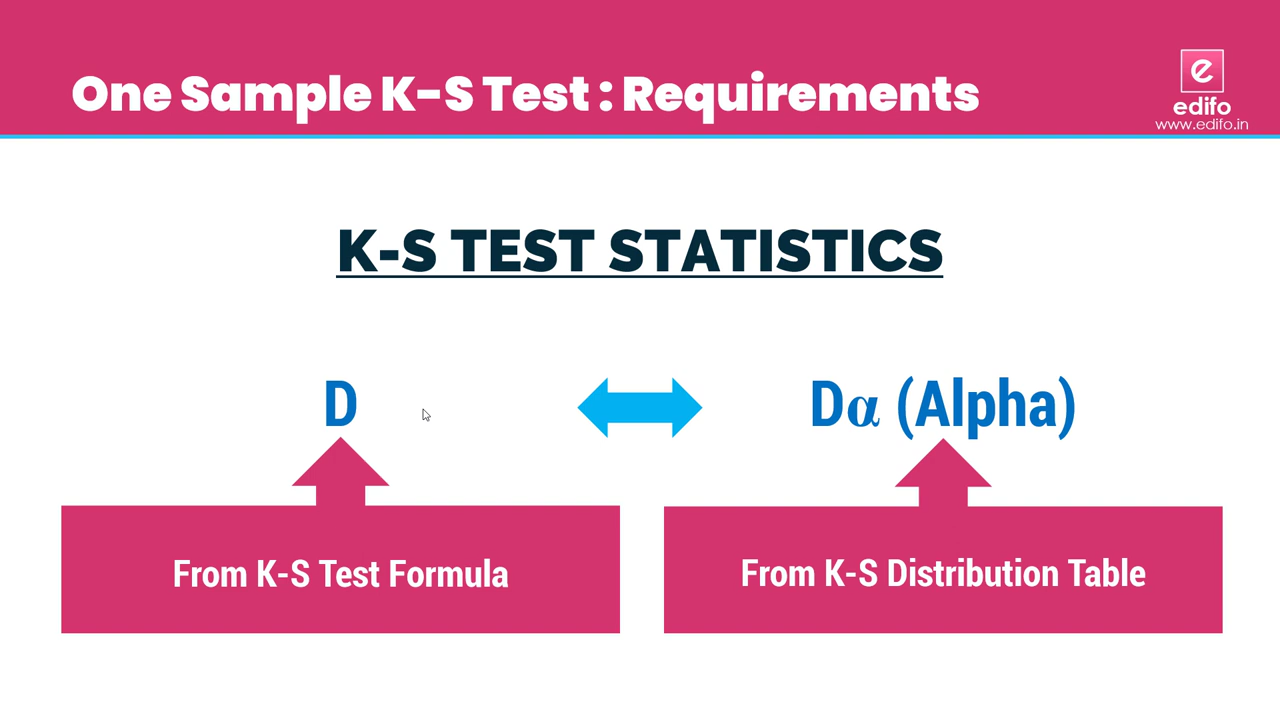 One Sample K-S Test : Requirements
e
edifo
www.edifo.in
K-S TEST STATISTICS
D
Dα (Alpha)
From K-S Test Formula
From K-S Distribution Table